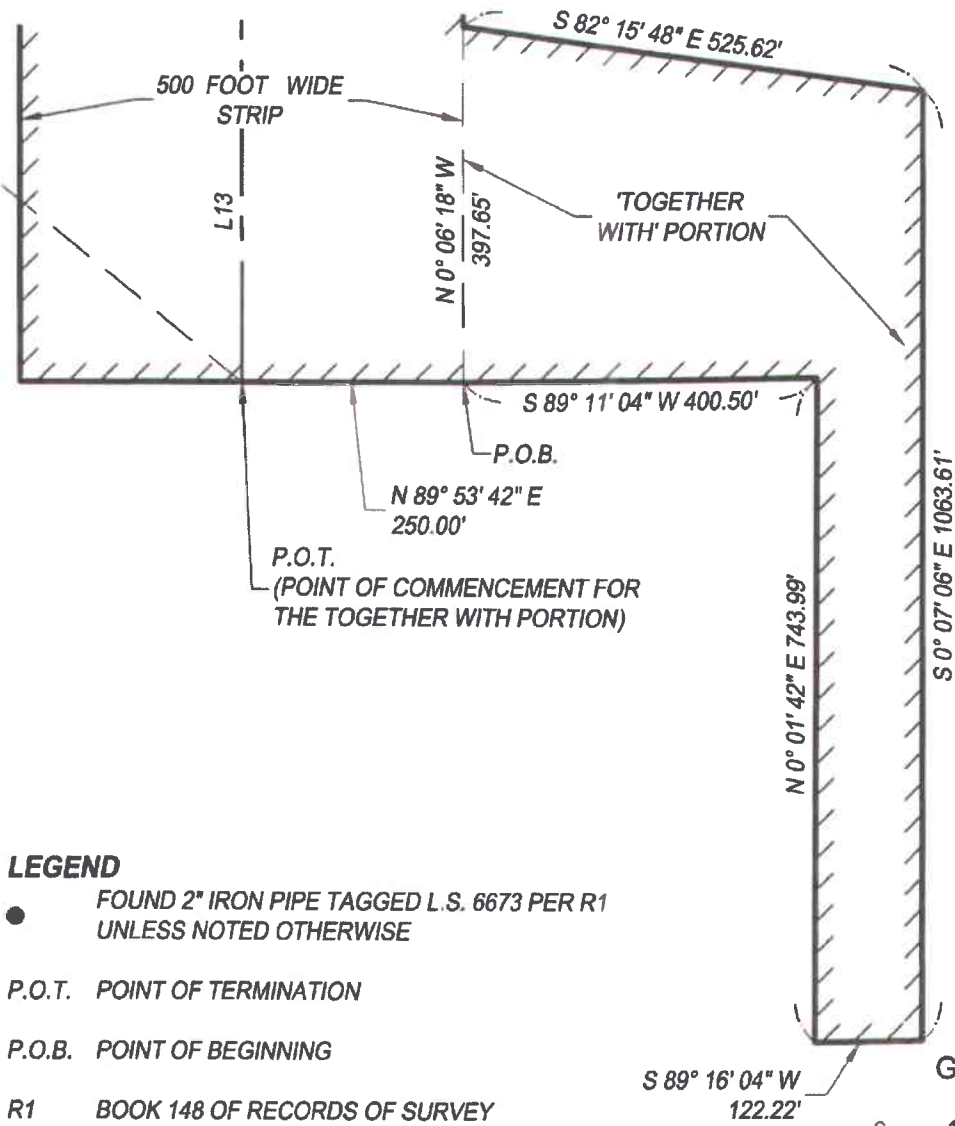 S 82° 15' 48" E 525.62'
500 FOOT WIDE
STRIP
L13
N 0° 06' 18" W
397.65'
'TOGETHER
WITH' PORTION
S 89° 11' 04" W 400.50'
P.O.B.
N 89° 53' 42" E
250.00'
P.O.T.
(POINT OF COMMENCEMENT FOR
THE TOGETHER WITH PORTION)
N 0° 01' 42" E 743.99'
S 0° 07' 06" E 1063.61'
LEGEND
FOUND 2" IRON PIPE TAGGED L.S. 6673 PER R1
UNLESS NOTED OTHERWISE
P.O.T. POINT OF TERMINATION
P.O.B. POINT OF BEGINNING
R1 BOOK 148 OF RECORDS OF SURVEY
S 89° 16' 04" W
122.22'
G